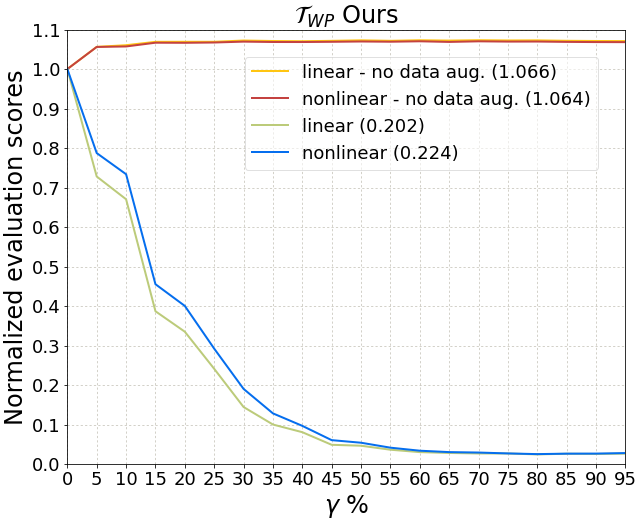 𝒯WP Ours
Normalized evaluation scores
1.1
1.0
0.9
0.8
0.7
0.6
0.5
0.4
0.3
0.2
0.1
0.0
linear - no data aug. (1.066)
nonlinear - no data aug. (1.064)
linear (0.202)
nonlinear (0.224)
0 5 10 15 20 25 30 35 40 45 50 55 60 65 70 75 80 85 90 95
γ %